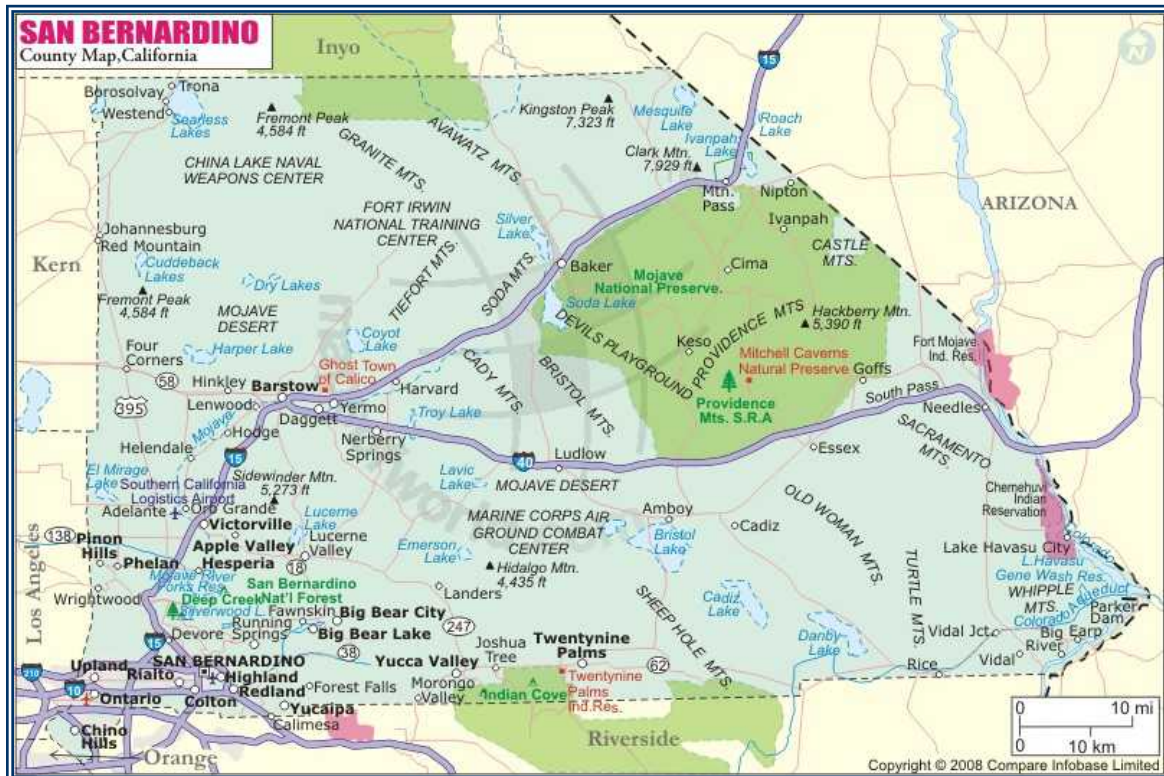 SAN BERNARDINO
County Map,California
Inyo
15
N
Trona
Borosolvay
Westend
Searless
Lakes
Fremont Peak
4,584 ft
GRANITE MTS.
AVAWATZ MTS.
Kingston Peak
7,323 ft
Mesquite
Lake
Roach
Lake
Ivanpah
Lake
Clark Mtn.
7,929 ft
CHINA LAKE NAVAL
WEAPONS CENTER
Mtn.
Pass
Nipton
Ivanpah
ARIZONA
FORT IRWIN
NATIONAL TRAINING
CENTER
Silver
Lake
Johannesburg
Red Mountain
Kern
Cuddeback
Lakes
Fremont Peak
4,584 ft
Dry Lakes
TIEFORT MTS.
SODA MTS.
Baker
Mojave
National Preserve.
Cima
CASTLE
MTS.
Soda Lake
MOJAVE
DESERT
Coyot
Lake
DEVILS PLAYGROUND
PROVIDENCE MTS
Hackberry Mtn.
5,390 ft
Four
Corners
Harper Lake
Keso
Fort Mojave
Ind. Res.
Mitchell Caverns
Natural Preserve
Goffs
58
Hinkley
Barstow
Ghost Town
of Calico
Harvard
CADY MTS.
BRISTOL MTS.
Providence
Mts. S.R.A
South Pass
395
Lenwood
Daggett
Yermo
Troy Lake
Needles
Mojave
Hodge
Nerberry
Springs
SACRAMENTO
MTS.
Helendale
15
40
Ludlow
Essex
El Mirage
Lake
Sidewinder Mtn.
5,273 ft
Lavic
Lake
MOJAVE DESERT
Southern California
Logistics Airport
Adelante
Orb Grande
Chemehuvi
Indian
Reservation
Victorville
Lucerne
Lake
MARINE CORPS AIR
GROUND COMBAT
CENTER
Amboy
Cadiz
OLD WOMAN MTS.
138
Pinon
Hills
Apple Valley
Lucerne
Valley
Emerson
Lake
Bristol
Lake
Lake Havasu City
Colorado
Phelan
Hesperia
18
Hidalgo Mtn.
4,435 ft
TURTLE MTS.
L.Havasu
Gene Wash Res.
Los Angeles
Wrightwood
Mojave River
Forks Res.
San Bernardino
Nat'l Forest
Deep Creek
Silverwood L.
Landers
SHEEP HOLE MTS.
Cadiz
Lake
WHIPPLE
MTS.
Colorado Aqueduct
Parker
Dam
Fawnskin
Big Bear City
Running
Springs
Devore
Big Bear Lake
247
Danby
Lake
Vidal Jct.
Big
River
Earp
15
38
Joshua
Tree
Twentynine
Palms
62
Vidal
210
Upland
SAN BERNARDINO
Yucca Valley
Rice
Rialto
Highland
Redland
Forest Falls
Morongo
Valley
Indian Cove
Twentynine
Palms
Ind.Res.
10
Ontario
Colton
Yucaipa
Calimesa
Chino
Hills
Orange
Riverside
0 10 mi
0 10 km
Copyright © 2008 Compare Infobase Limited